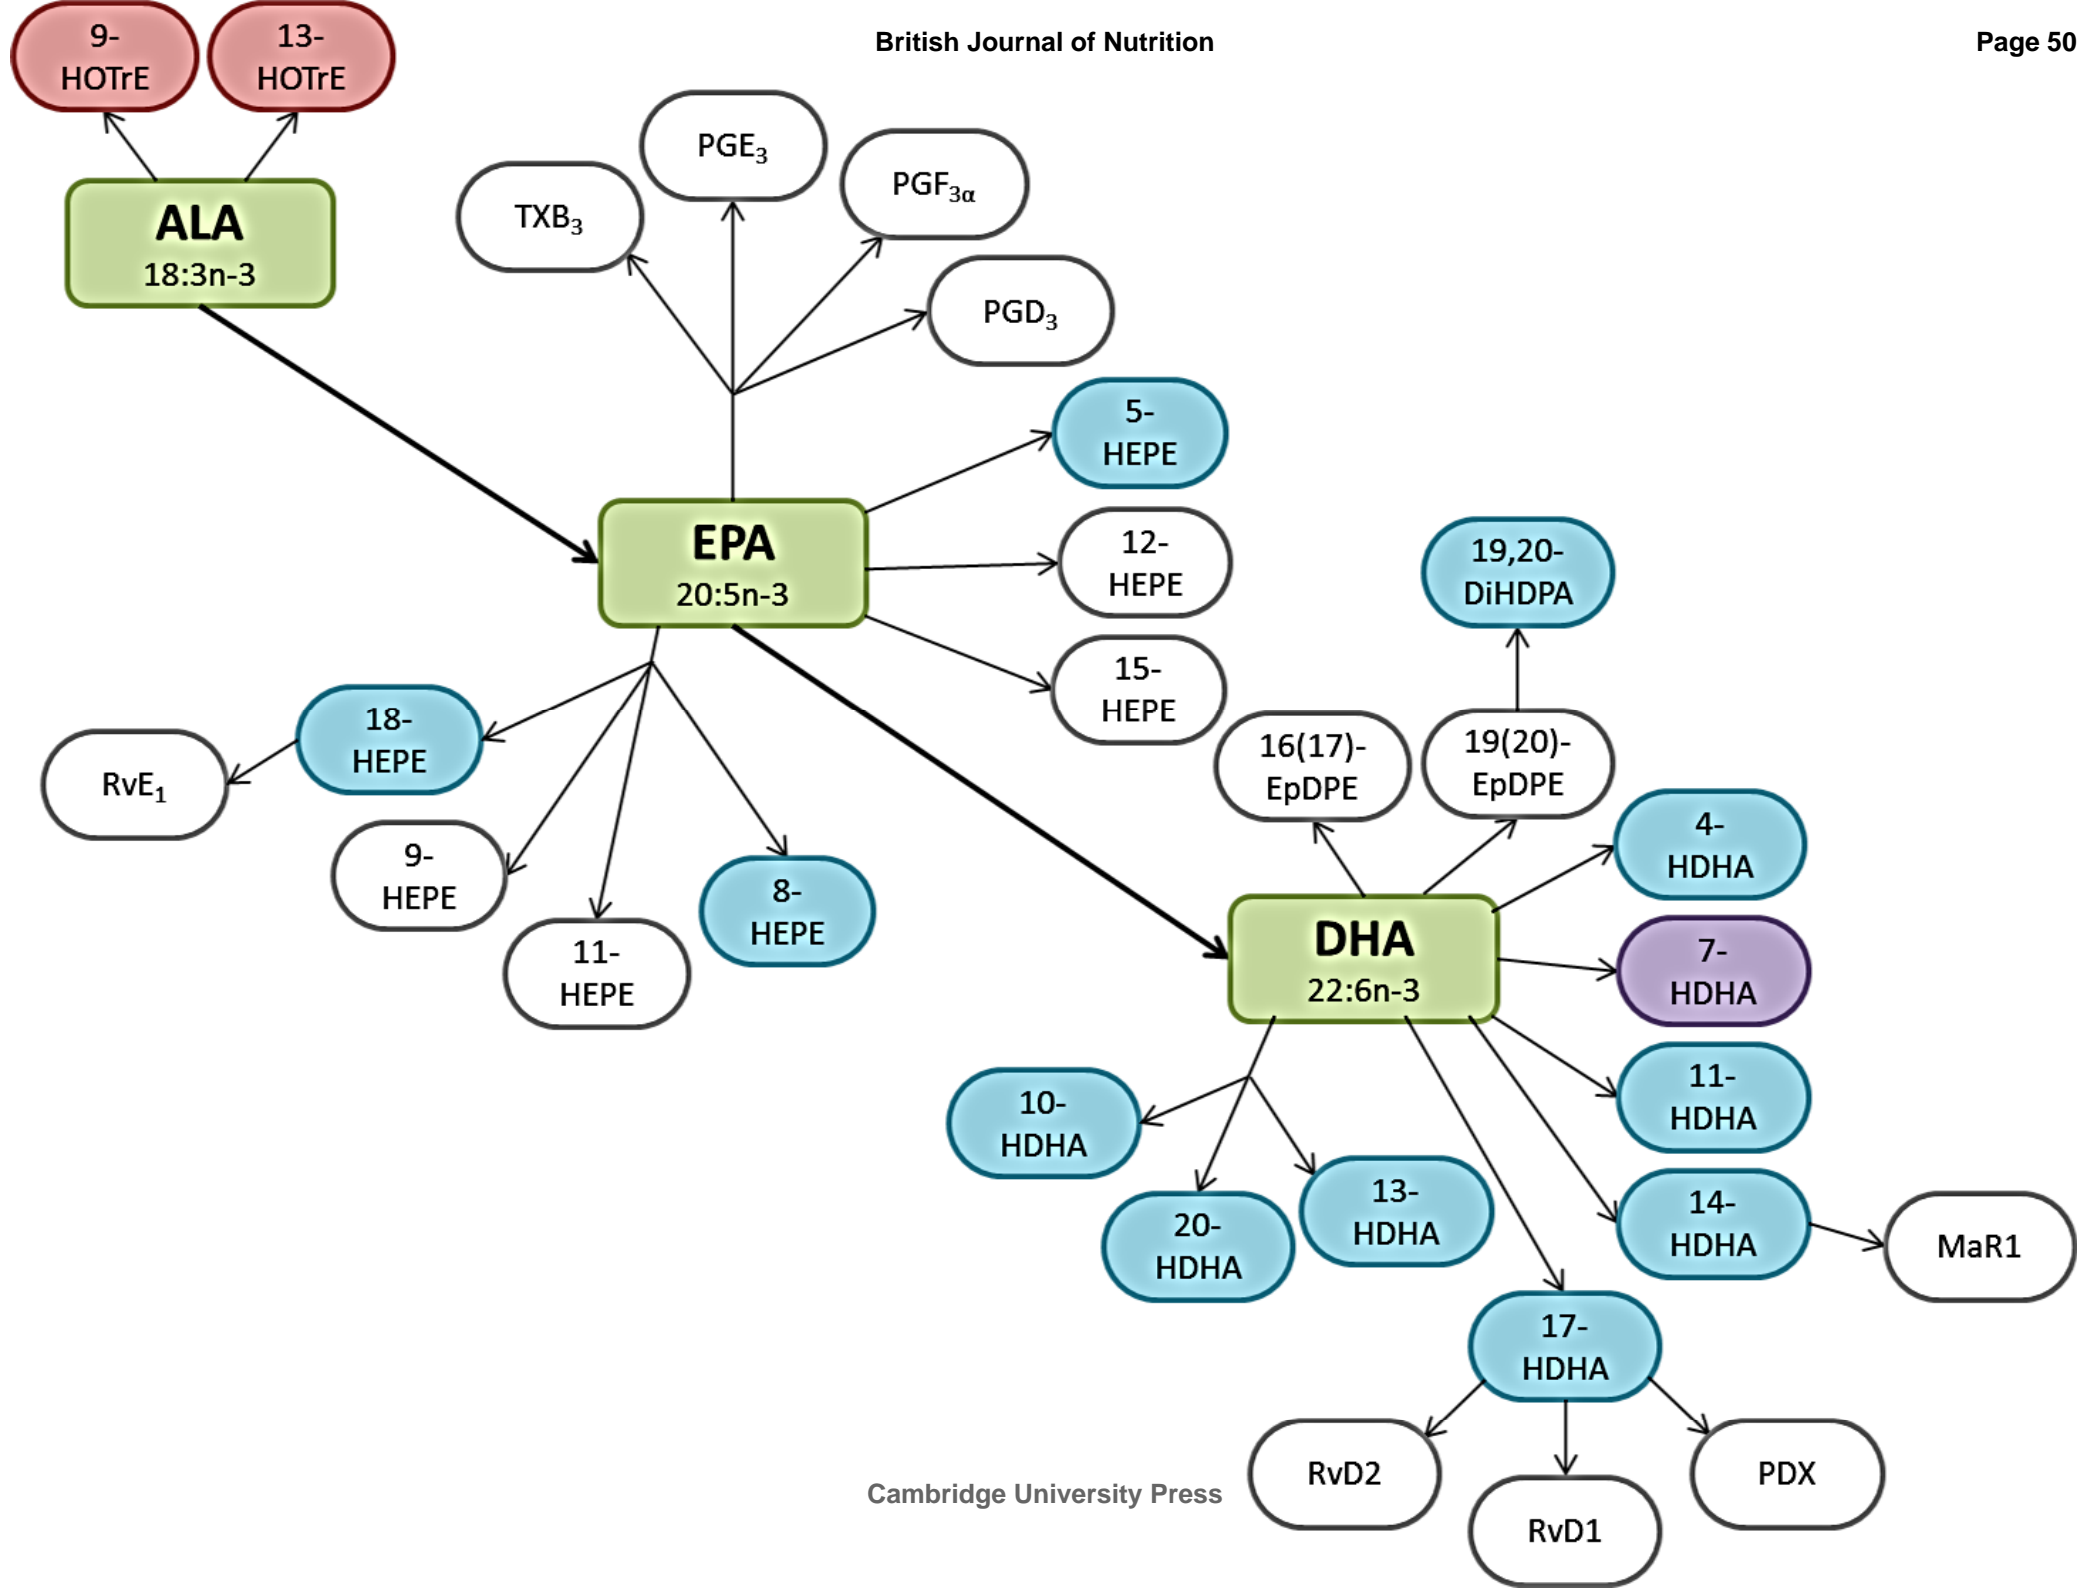 British Journal of Nutrition
Page 50
9-
HOTrE
13-
HOTrE
ALA
18:3n-3
TXB₃
PGE₃
PGF₃α
PGD₃
5-
HEPE
12-
HEPE
15-
HEPE
EPA
20:5n-3
18-
HEPE
RvE₁
9-
HEPE
11-
HEPE
8-
HEPE
19,20-
DiHDPA
16(17)-
EpDPE
19(20)-
EpDPE
4-
HDHA
DHA
22:6n-3
7-
HDHA
11-
HDHA
10-
HDHA
20-
HDHA
13-
HDHA
14-
HDHA
MaR1
17-
HDHA
RvD2
RvD1
PDX
Cambridge University Press